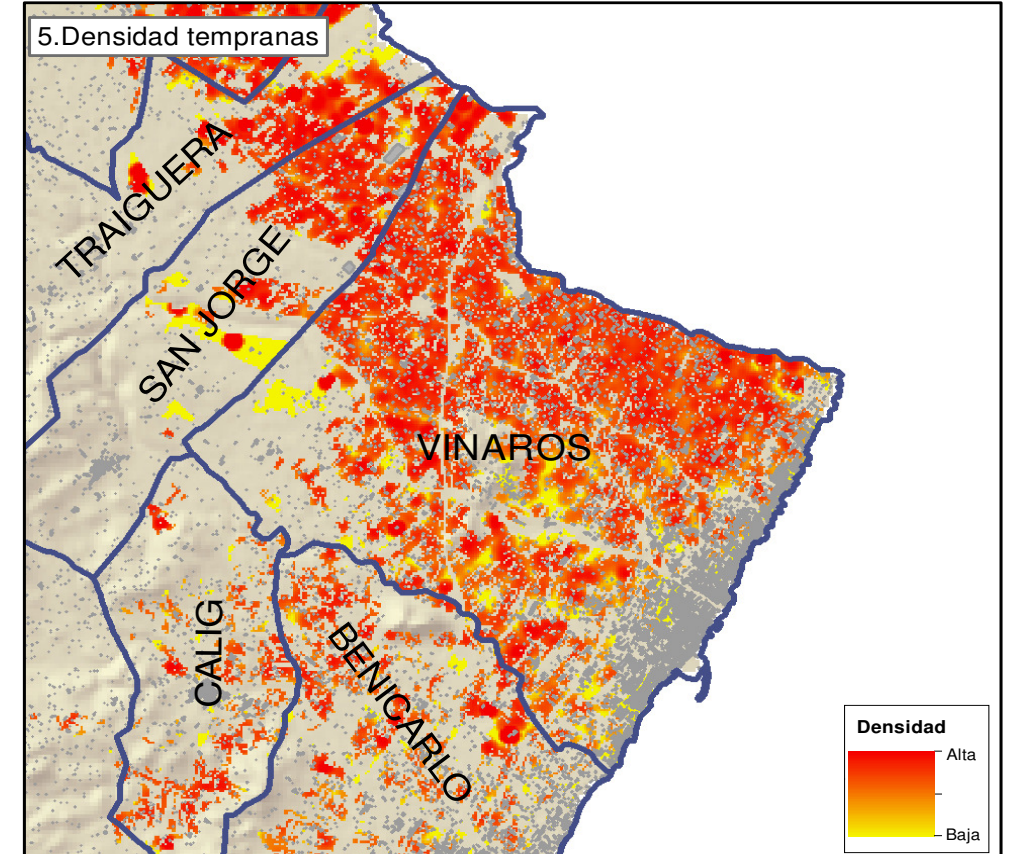 5.Densidad tempranas
TRAIGUERA
SAN JORGE
VINAROS
CALIG
BENICARLO
Densidad
Alta
Baja